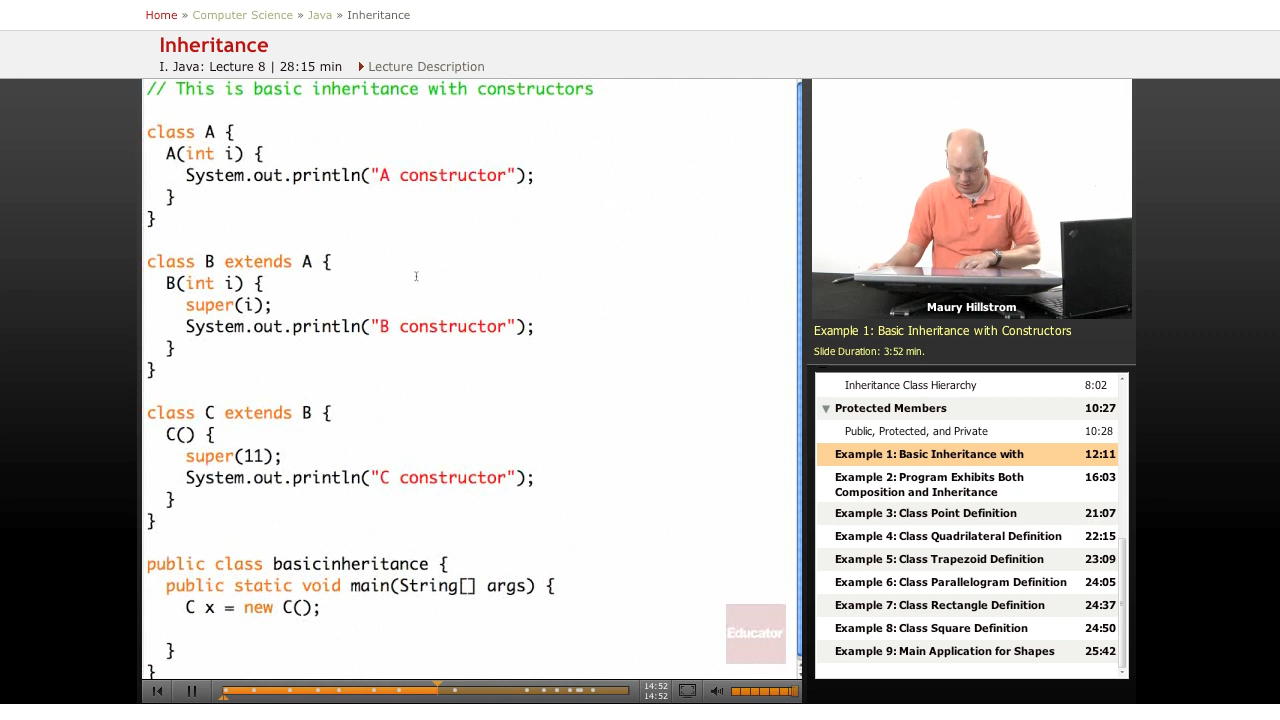 Home » Computer Science » Java » Inheritance
Inheritance
I. Java: Lecture 8 | 28:15 min
Lecture Description
// This is basic inheritance with constructors
class A {
A(int i) {
System.out.println("A constructor");
}
}
class B extends A {
B(int i) {
super(i);
System.out.println("B constructor");
}
}
class C extends B {
C() {
super(11);
System.out.println("C constructor");
}
}
public class basicinheritance {
public static void main(String[] args) {
C x = new C();
}
}
Educator
14:52
14:52
Maury Hillstrom
Example 1: Basic Inheritance with Constructors
Slide Duration: 3:52 min.
Inheritance Class Hierarchy 8:02
Protected Members 10:27
Public, Protected, and Private 10:28
Example 1: Basic Inheritance with 12:11
Example 2: Program Exhibits Both 16:03
Composition and Inheritance
Example 3: Class Point Definition 21:07
Example 4: Class Quadrilateral Definition 22:15
Example 5: Class Trapezoid Definition 23:09
Example 6: Class Parallelogram Definition 24:05
Example 7: Class Rectangle Definition 24:37
Example 8: Class Square Definition 24:50
Example 9: Main Application for Shapes 25:42